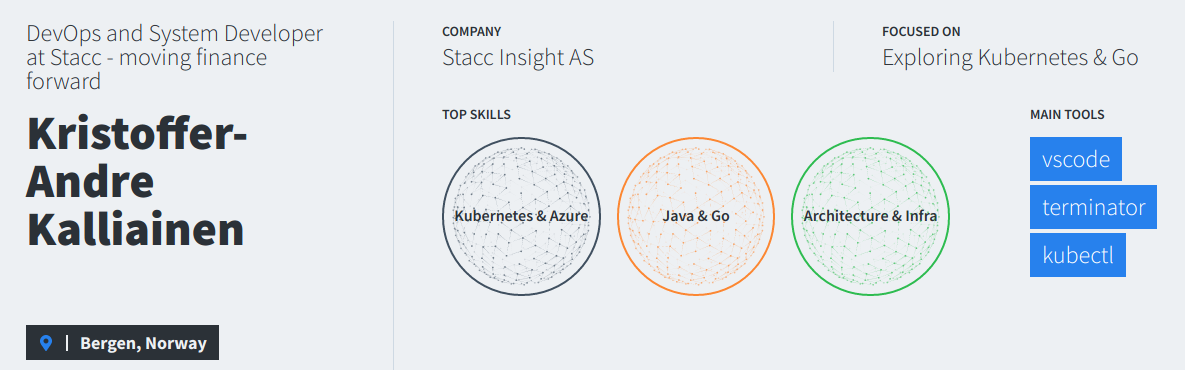 DevOps and System Developer
at Stacc - moving finance
forward
Kristoffer-
Andre
Kalliainen
Bergen, Norway
COMPANY
Stacc Insight AS
FOCUSED ON
Exploring Kubernetes & Go
TOP SKILLS
Kubernetes & Azure
Java & Go
Architecture & Infra
MAIN TOOLS
vscode
terminator
kubectl